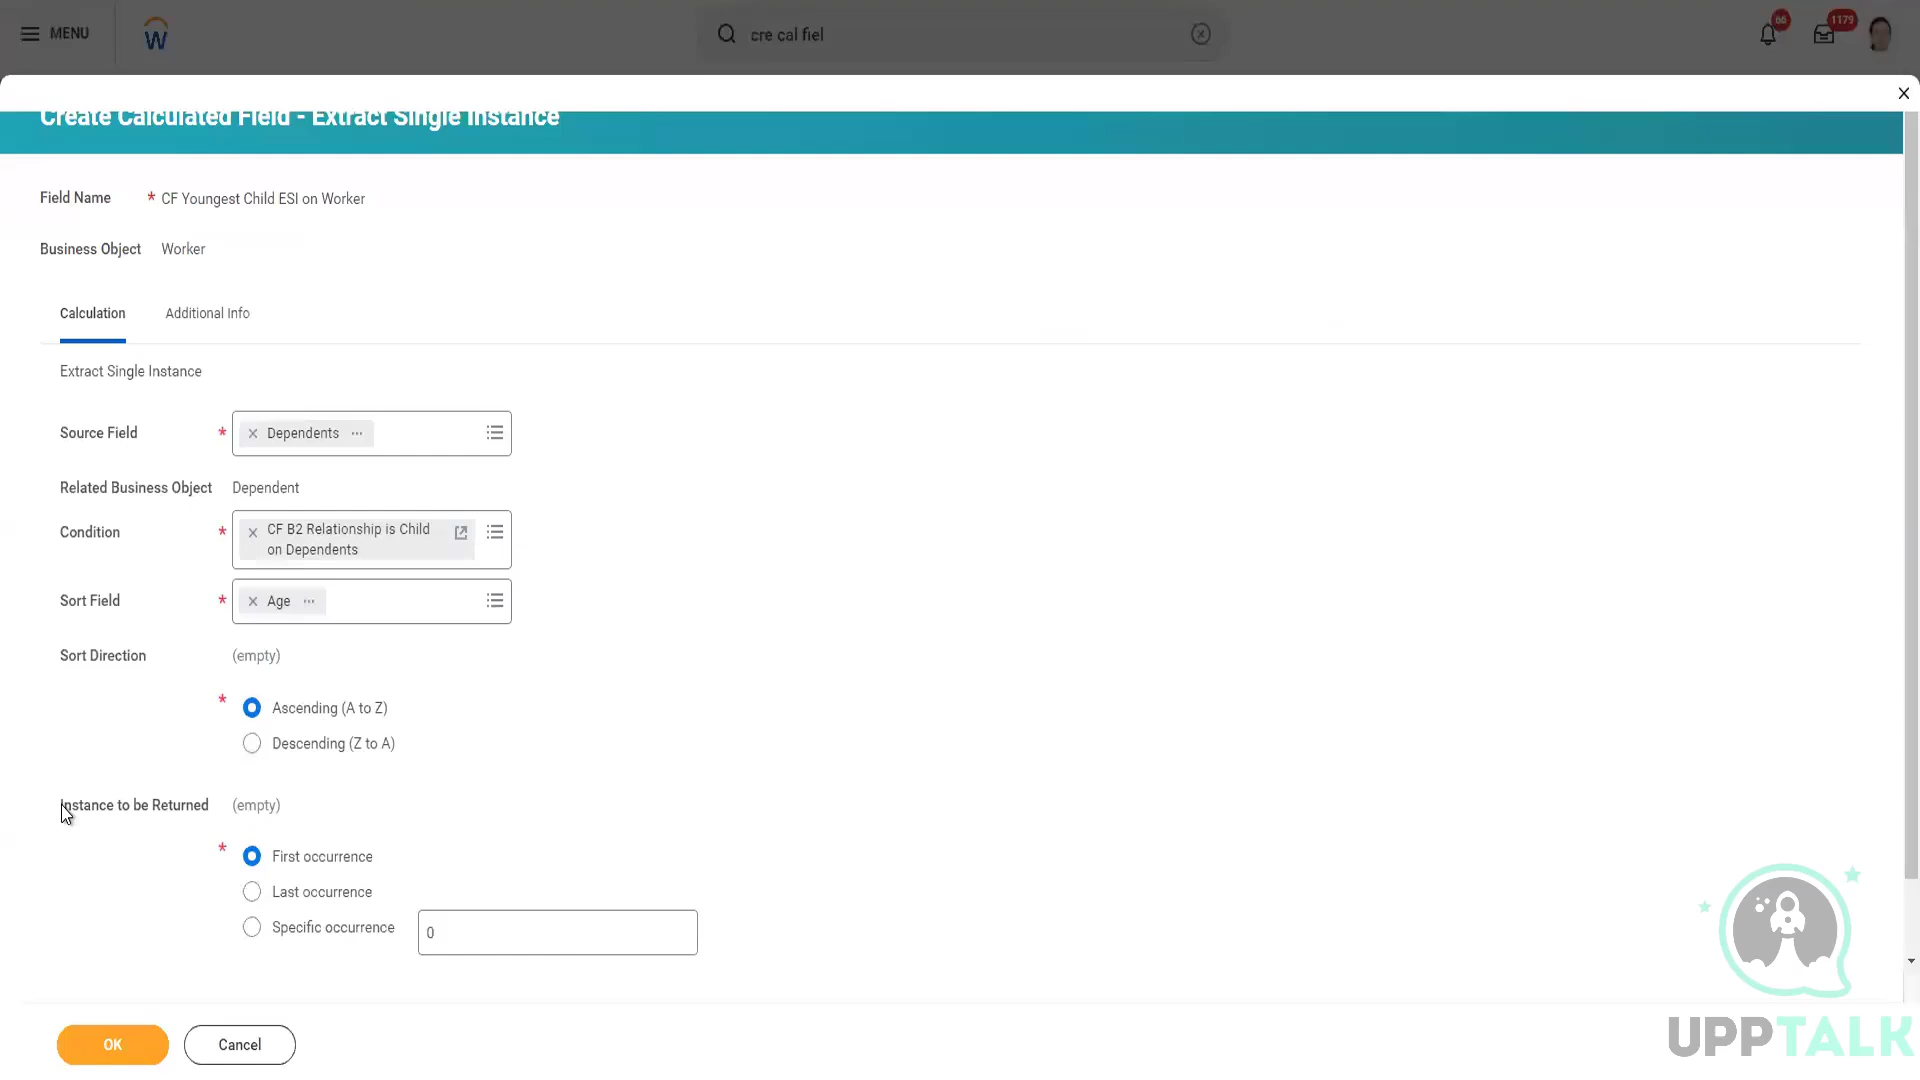 MENU
cre cal fiel
66
1179
Create Calculated Field - Extract Single Instance
Field Name * CF Youngest Child ESI on Worker
Business Object Worker
Calculation Additional Info
Extract Single Instance
Source Field * × Dependents ···
Related Business Object Dependent
Condition * × CF B2 Relationship is Child
on Dependents
Sort Field * × Age ···
Sort Direction (empty)
* Ascending (A to Z)
Descending (Z to A)
Instance to be Returned (empty)
* First occurrence
Last occurrence
Specific occurrence 0
OK Cancel
UPPTALK